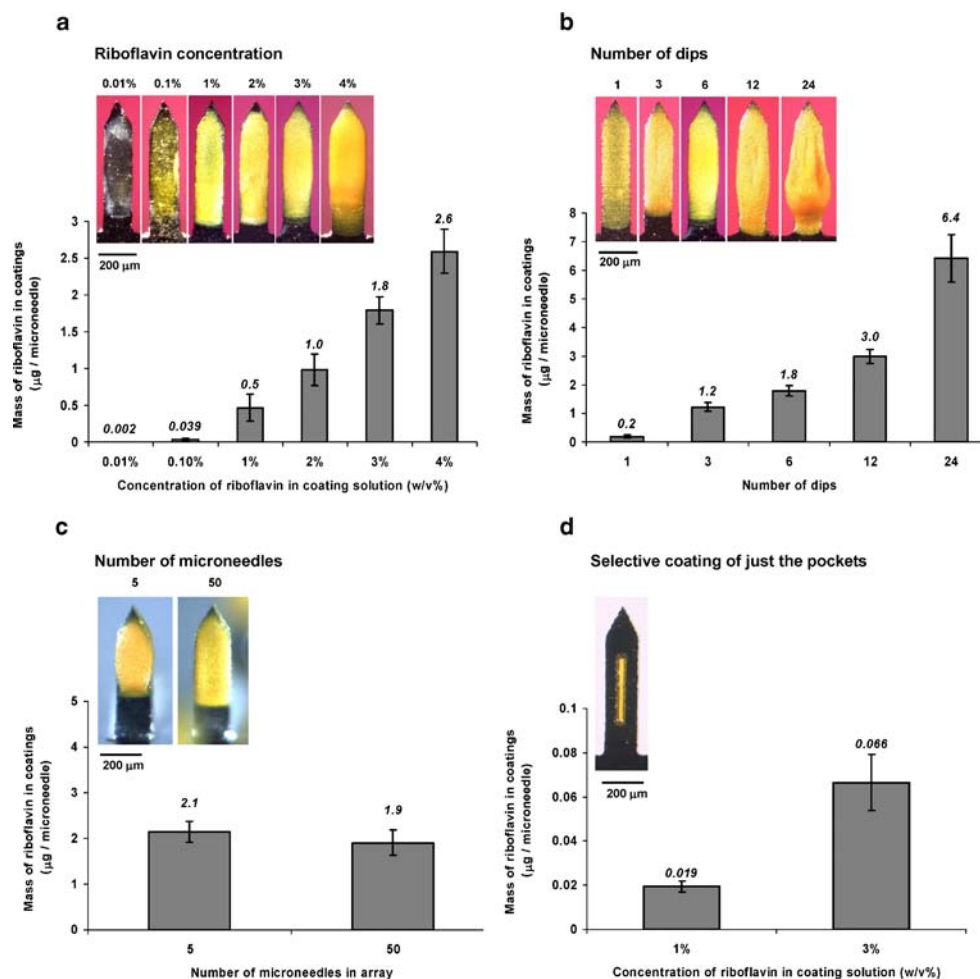 a
Riboflavin concentration
0.01% 0.1% 1% 2% 3% 4%
200 μm
Mass of riboflavin in coatings
(μg / microneedle)
3
2.5
2
1.5
1
0.5
0
0.002 0.039 0.5 1.0 1.8 2.6
0.01% 0.10% 1% 2% 3% 4%
Concentration of riboflavin in coating solution (w/v%)
b
Number of dips
1 3 6 12 24
200 μm
Mass of riboflavin in coatings
(μg / microneedle)
8
7
6
5
4
3
2
1
0
0.2 1.2 1.8 3.0 6.4
1 3 6 12 24
Number of dips
c
Number of microneedles
5 50
200 μm
Mass of riboflavin in coatings
(μg / microneedle)
5
4
3
2
1
0
2.1 1.9
5 50
Number of microneedles in array
d
Selective coating of just the pockets
200 μm
Mass of riboflavin in coatings
(μg / microneedle)
0.1
0.08
0.06
0.04
0.02
0
0.019 0.066
1% 3%
Concentration of riboflavin in coating solution (w/v%)